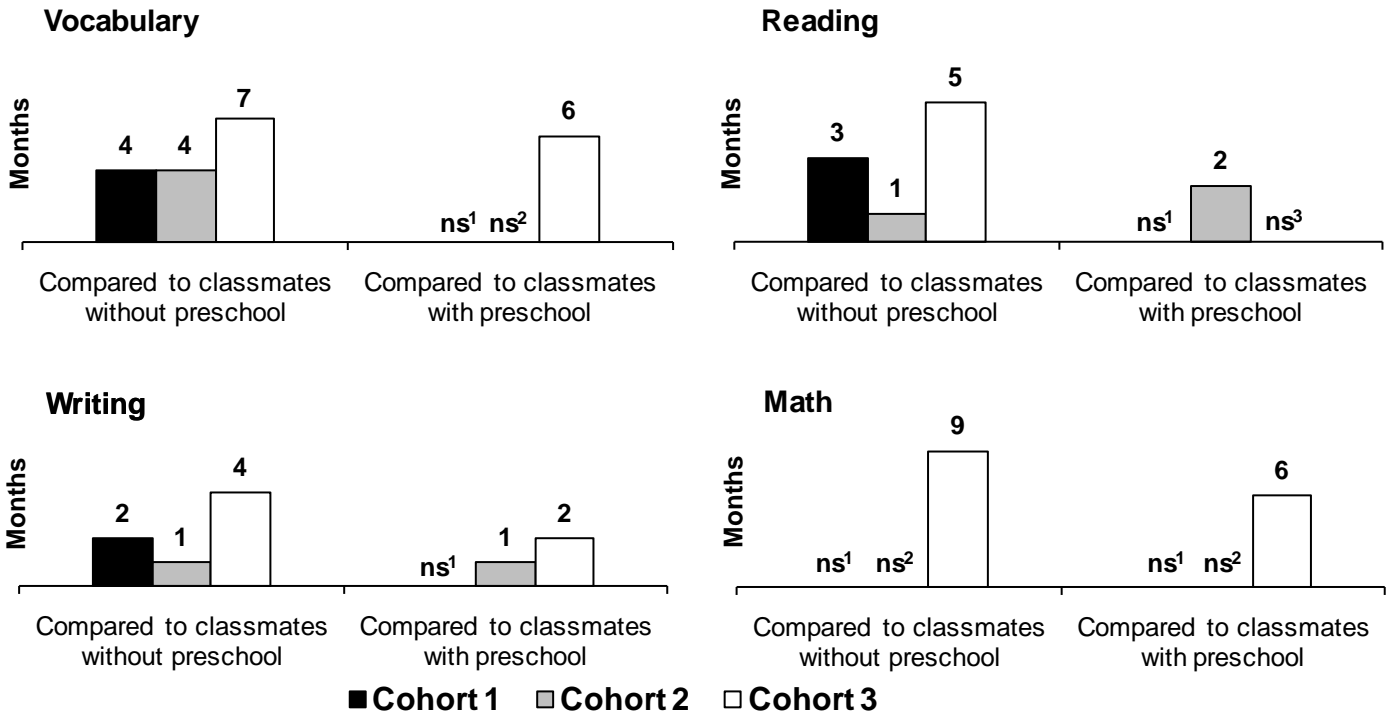 Vocabulary
Months
4
4
7
ns¹
ns²
6
Compared to classmates
without preschool
Compared to classmates
with preschool
Reading
Months
3
1
5
ns¹
2
ns³
Compared to classmates
without preschool
Compared to classmates
with preschool
Writing
Months
2
1
4
ns¹
1
2
Compared to classmates
without preschool
Compared to classmates
with preschool
Math
Months
ns¹
ns²
9
ns¹
ns²
6
Compared to classmates
without preschool
Compared to classmates
with preschool
Cohort 1
Cohort 2
Cohort 3